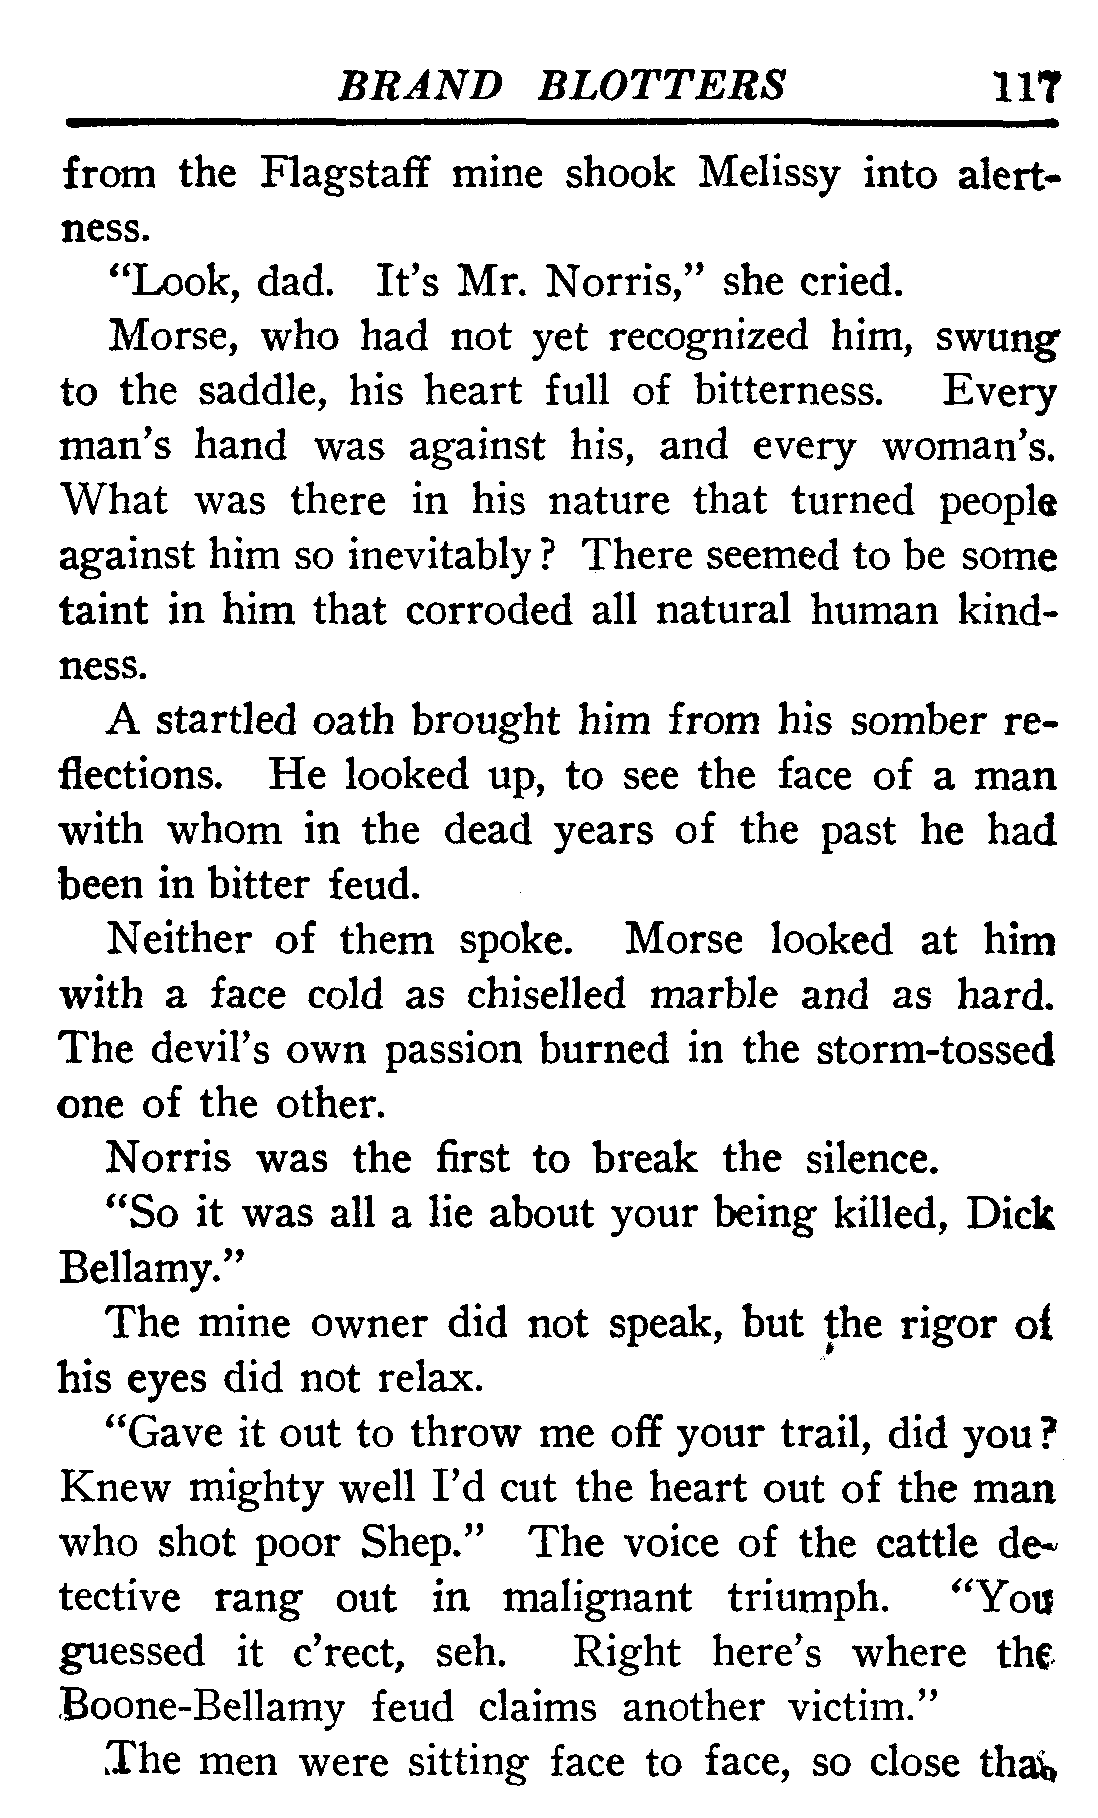 BRAND BLOTTERS 117
from the Flagstaff mine shook Melissy into alert-
ness.
"Look, dad. It's Mr. Norris," she cried.
Morse, who had not yet recognized him, swung
to the saddle, his heart full of bitterness. Every
man's hand was against his, and every woman's.
What was there in his nature that turned people
against him so inevitably? There seemed to be some
taint in him that corroded all natural human kind-
ness.
A startled oath brought him from his somber re-
flections. He looked up, to see the face of a man
with whom in the dead years of the past he had
been in bitter feud.
Neither of them spoke. Morse looked at him
with a face cold as chiselled marble and as hard.
The devil's own passion burned in the storm-tossed
one of the other.
Norris was the first to break the silence.
"So it was all a lie about your being killed, Dick
Bellamy."
The mine owner did not speak, but the rigor of
his eyes did not relax.
"Gave it out to throw me off your trail, did you?
Knew mighty well I'd cut the heart out of the man
who shot poor Shep." The voice of the cattle de-
tective rang out in malignant triumph. "You
guessed it c'rect, seh. Right here's where the
Boone-Bellamy feud claims another victim."
The men were sitting face to face, so close that